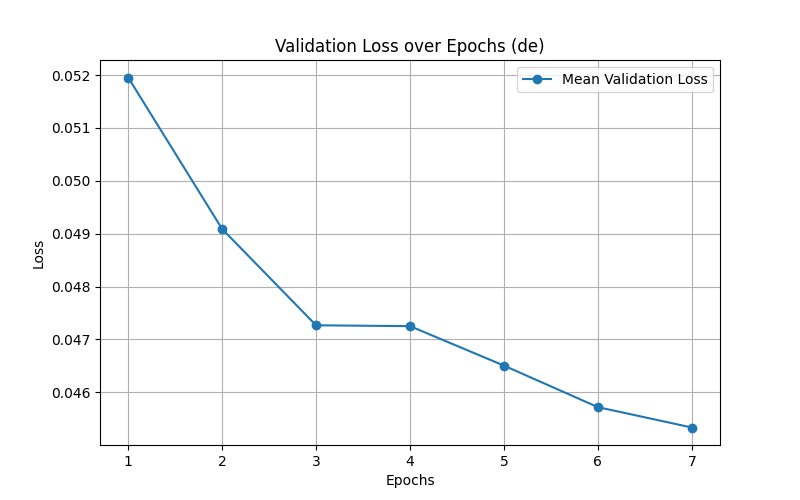 Validation Loss over Epochs (de)
Mean Validation Loss
0.052
0.051
0.050
0.049
0.048
0.047
0.046
Loss
1 2 3 4 5 6 7
Epochs